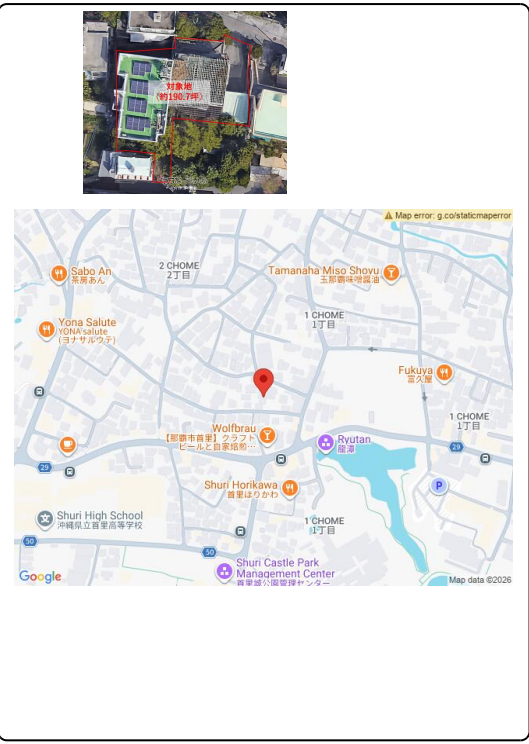 対象地
(約190.7坪)
Map error: g.co/staticmaperror
Sabo An
茶房あん
2 CHOME
2丁目
Tamanaha Miso Shoyu
玉那覇味噌醤油
Yona Salute
YONA salute
(ヨナサルウテ)
1 CHOME
1丁目
Fukuya
富久屋
1 CHOME
1丁目
Wolfbrau
【那覇市首里】クラフト
ビールと自家焙煎…
Ryutan
龍潭
29
29
P
Shuri Horikawa
首里ほりかわ
Shuri High School
沖縄県立首里高等学校
1 CHOME
1丁目
50
50
Shuri Castle Park
Management Center
首里城公園管理センター
Google
Map data ©2026